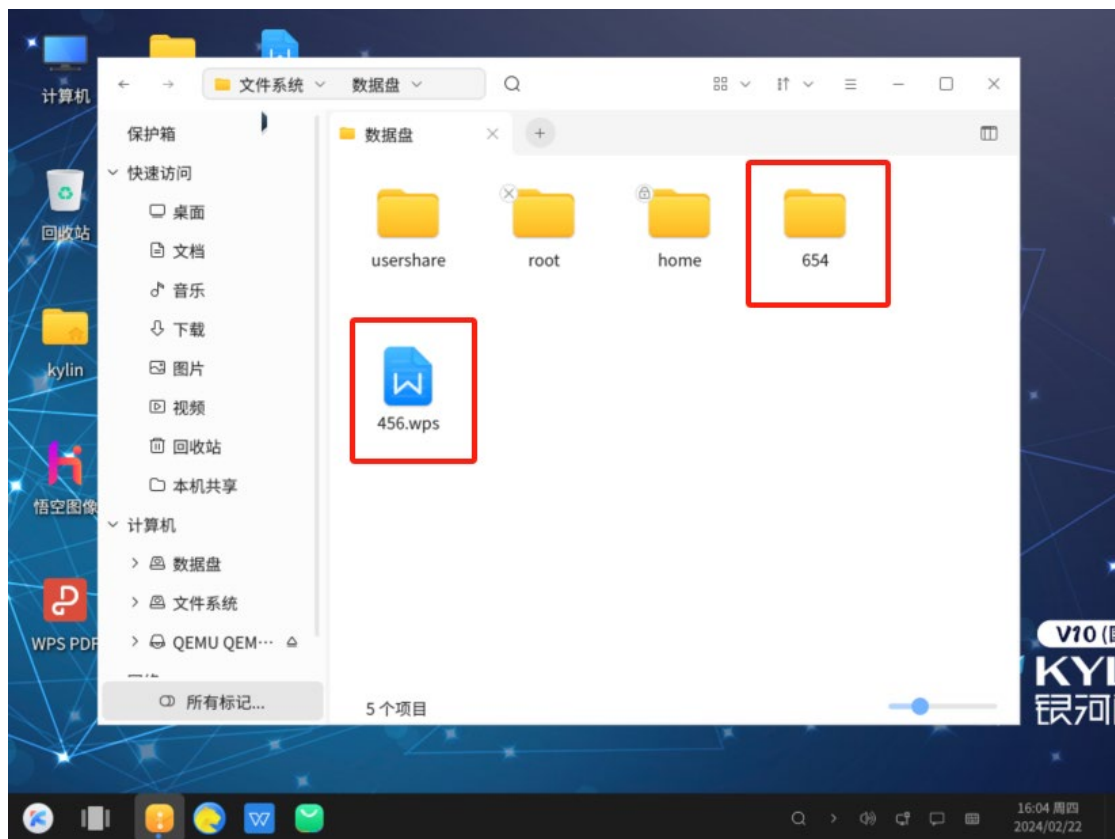 计算机
回收站
kylin
悟空图像
WPS PDF
文件系统
数据盘
保护箱
快速访问
桌面
文档
音乐
下载
图片
视频
回收站
本机共享
计算机
数据盘
文件系统
QEMU QEM…
所有标记...
数据盘
usershare
root
home
654
456.wps
5个项目
V10
银河
16:04 周四
2024/02/22